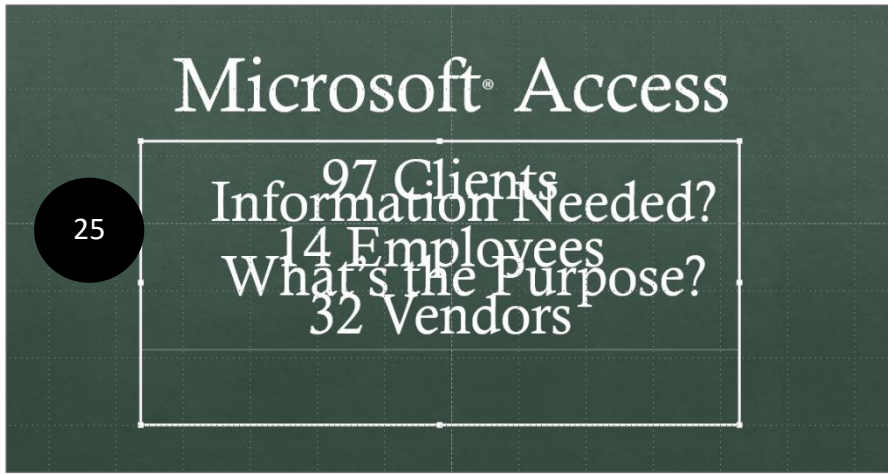 Microsoft® Access
97 Clients
Information Needed?
25
14 Employees
What's the Purpose?
32 Vendors